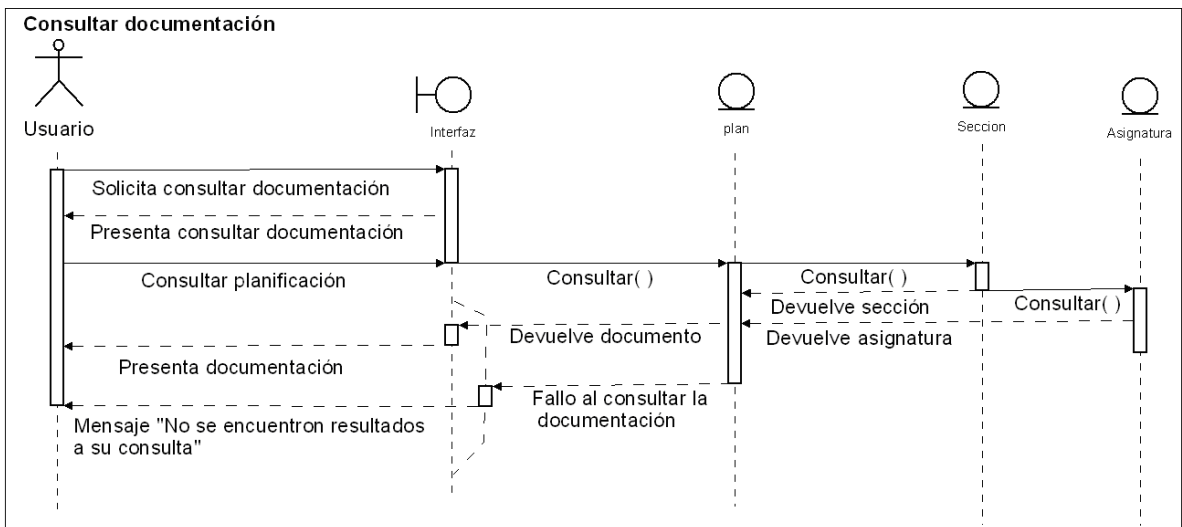 Consultar documentación
Usuario
Interfaz
plan
Seccion
Asignatura
Solicita consultar documentación
Presenta consultar documentación
Consultar planificación
Consultar( )
Consultar( )
Devuelve sección
Consultar( )
Devuelve documento
Devuelve asignatura
Presenta documentación
Fallo al consultar la
documentación
Mensaje "No se encuentron resultados
a su consulta"